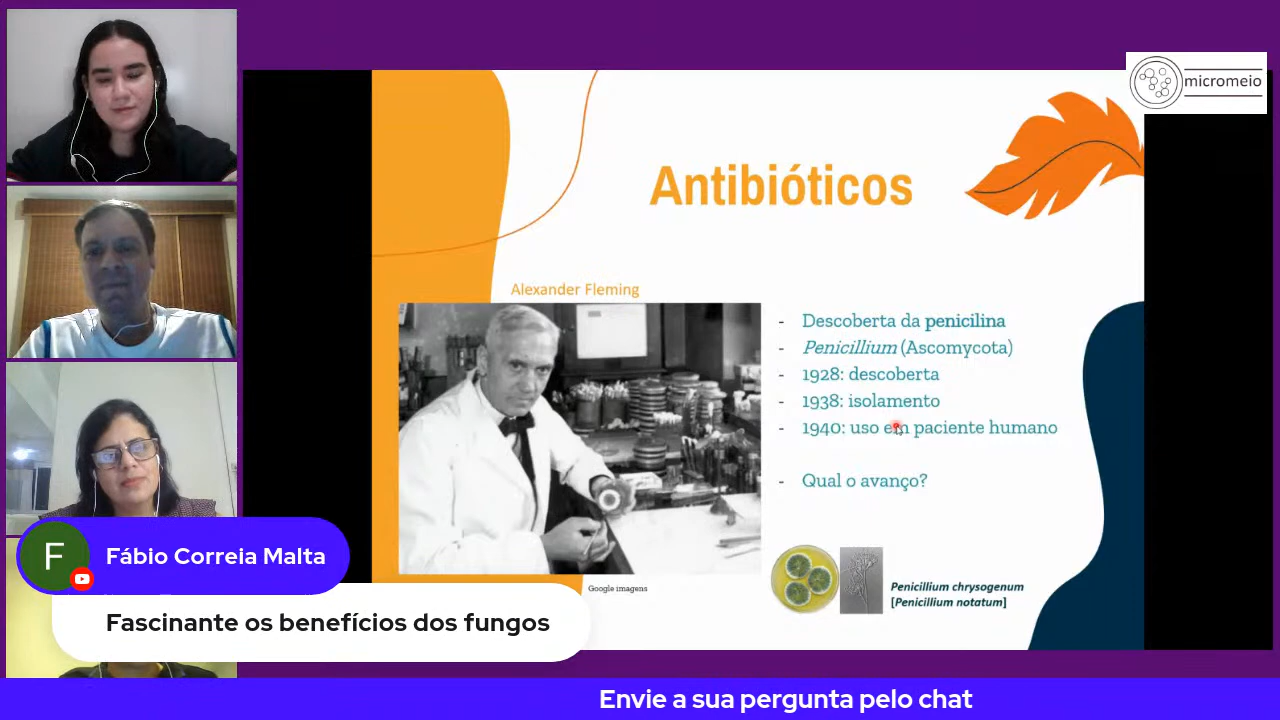 micromeio
Antibióticos
Alexander Fleming
- Descoberta da penicilina
- Penicillium (Ascomycota)
- 1928: descoberta
- 1938: isolamento
- 1940: uso em paciente humano
- Qual o avanço?
Google imagens
Penicillium chrysogenum
[Penicillium notatum]
F
Fábio Correia Malta
Fascinante os benefícios dos fungos
Envie a sua pergunta pelo chat